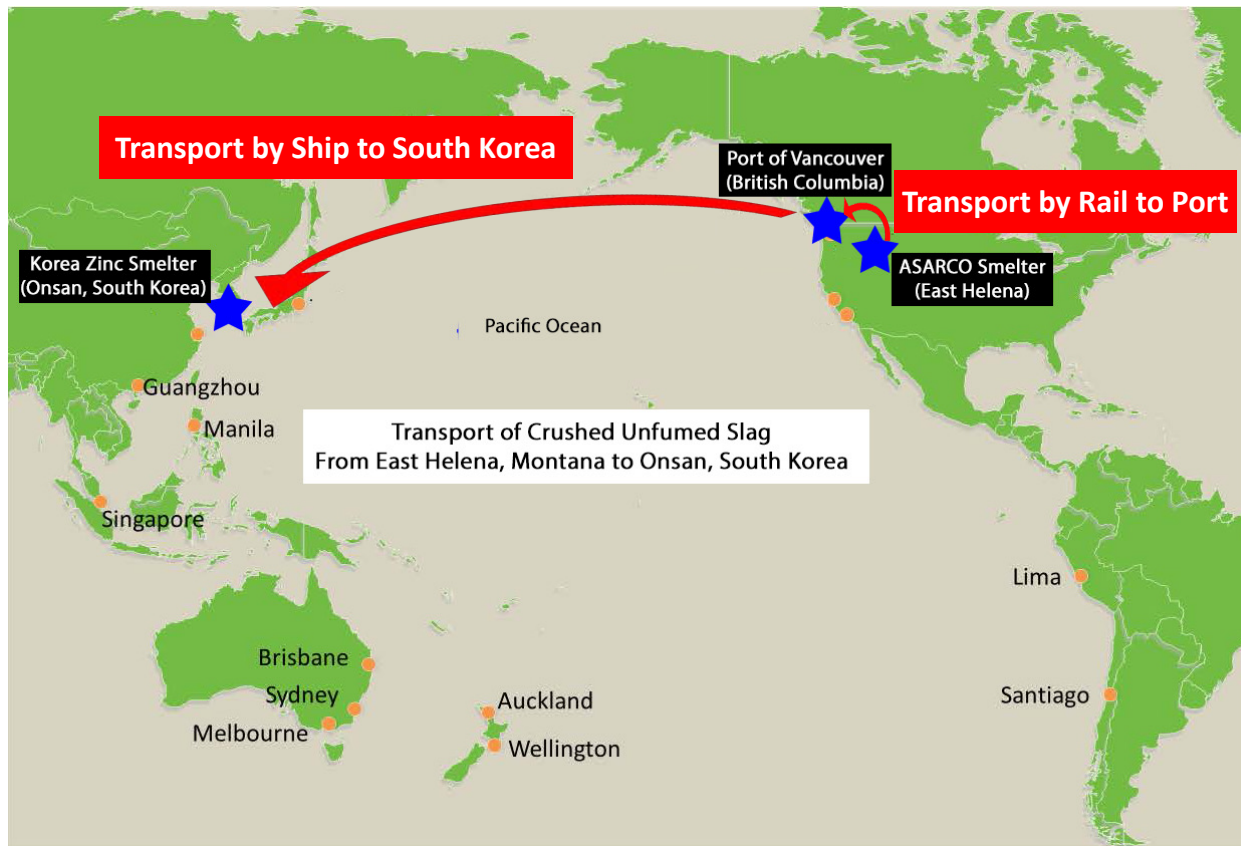 Transport by Ship to South Korea
Port of Vancouver
(British Columbia)
Transport by Rail to Port
Korea Zinc Smelter
(Onsan, South Korea)
ASARCO Smelter
(East Helena)
Pacific Ocean
Guangzhou
Manila
Transport of Crushed Unfumed Slag
From East Helena, Montana to Onsan, South Korea
Singapore
Lima
Brisbane
Sydney
Melbourne
Auckland
Wellington
Santiago